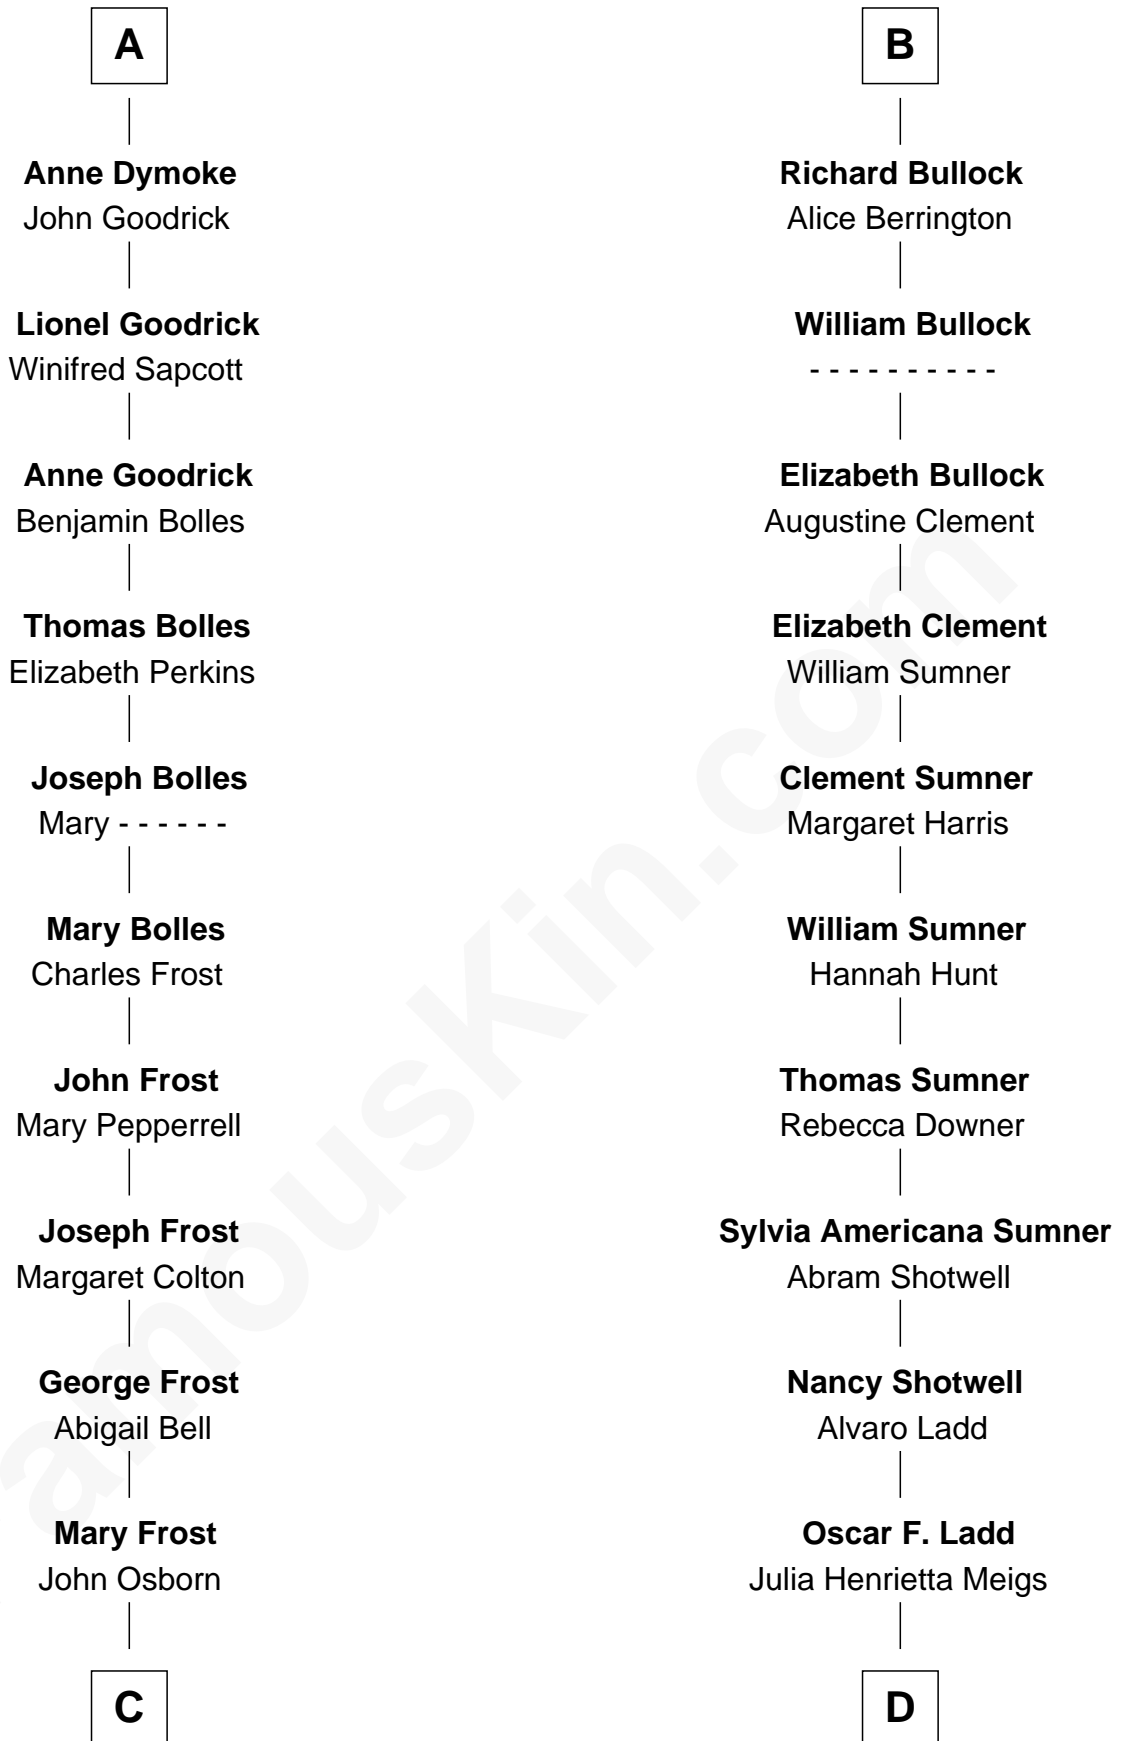 A
Anne Dymoke
John Goodrick
Lionel Goodrick
Winifred Sapcott
Anne Goodrick
Benjamin Bolles
Thomas Bolles
Elizabeth Perkins
Joseph Bolles
Mary - - - - - -
Mary Bolles
Charles Frost
John Frost
Mary Pepperrell
Joseph Frost
Margaret Colton
George Frost
Abigail Bell
Mary Frost
John Osborn
C
B
Richard Bullock
Alice Berrington
William Bullock
- - - - - - - - - -
Elizabeth Bullock
Augustine Clement
Elizabeth Clement
William Sumner
Clement Sumner
Margaret Harris
William Sumner
Hannah Hunt
Thomas Sumner
Rebecca Downer
Sylvia Americana Sumner
Abram Shotwell
Nancy Shotwell
Alvaro Ladd
Oscar F. Ladd
Julia Henrietta Meigs
D
amousKin.com